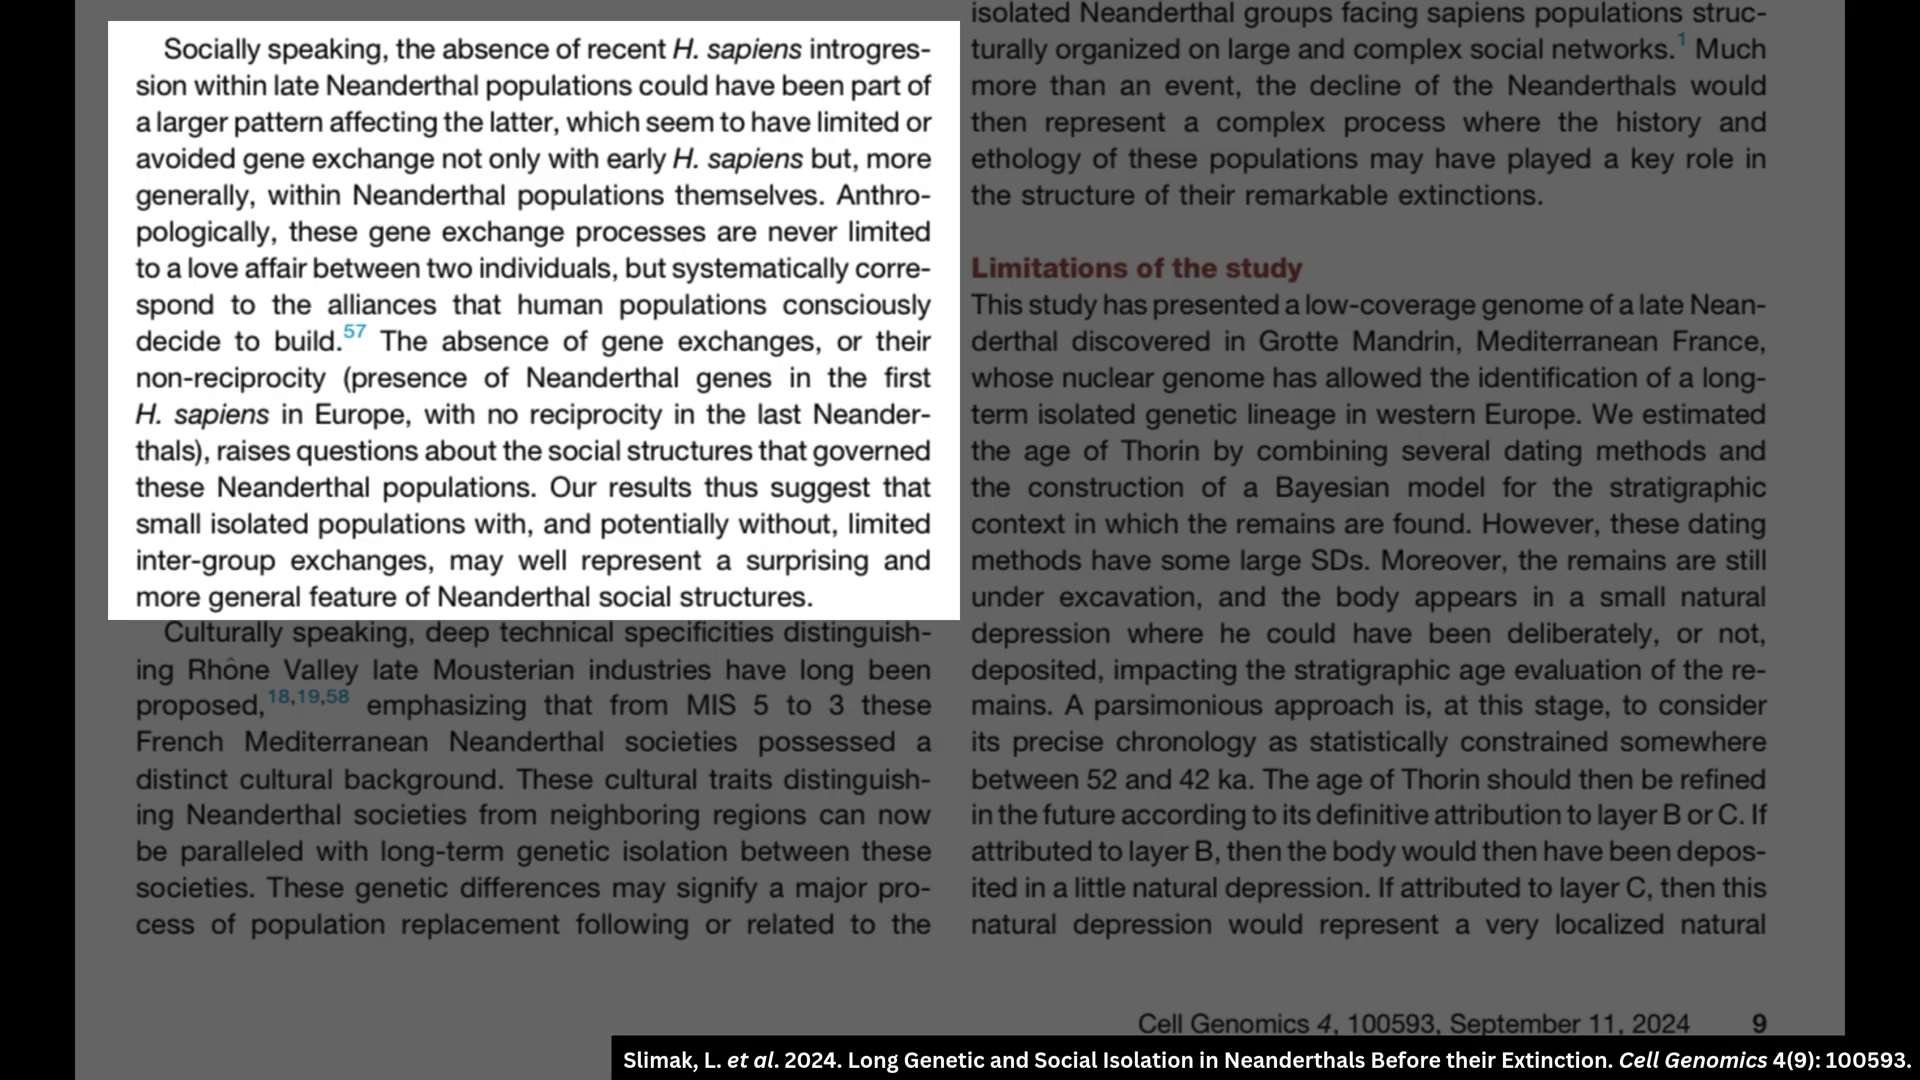 Socially speaking, the absence of recent H. sapiens introgres-
sion within late Neanderthal populations could have been part of
a larger pattern affecting the latter, which seem to have limited or
avoided gene exchange not only with early H. sapiens but, more
generally, within Neanderthal populations themselves. Anthro-
pologically, these gene exchange processes are never limited
to a love affair between two individuals, but systematically corre-
spond to the alliances that human populations consciously
decide to build.57 The absence of gene exchanges, or their
non-reciprocity (presence of Neanderthal genes in the first
H. sapiens in Europe, with no reciprocity in the last Neander-
thals), raises questions about the social structures that governed
these Neanderthal populations. Our results thus suggest that
small isolated populations with, and potentially without, limited
inter-group exchanges, may well represent a surprising and
more general feature of Neanderthal social structures.
Culturally speaking, deep technical specificities distinguish-
ing Rhône Valley late Mousterian industries have long been
proposed,18,19,58 emphasizing that from MIS 5 to 3 these
French Mediterranean Neanderthal societies possessed a
distinct cultural background. These cultural traits distinguish-
ing Neanderthal societies from neighboring regions can now
be paralleled with long-term genetic isolation between these
societies. These genetic differences may signify a major pro-
cess of population replacement following or related to the
isolated Neanderthal groups facing sapiens populations struc-
turally organized on large and complex social networks.1 Much
more than an event, the decline of the Neanderthals would
then represent a complex process where the history and
ethology of these populations may have played a key role in
the structure of their remarkable extinctions.
Limitations of the study
This study has presented a low-coverage genome of a late Nean-
derthal discovered in Grotte Mandrin, Mediterranean France,
whose nuclear genome has allowed the identification of a long-
term isolated genetic lineage in western Europe. We estimated
the age of Thorin by combining several dating methods and
the construction of a Bayesian model for the stratigraphic
context in which the remains are found. However, these dating
methods have some large SDs. Moreover, the remains are still
under excavation, and the body appears in a small natural
depression where he could have been deliberately, or not,
deposited, impacting the stratigraphic age evaluation of the re-
mains. A parsimonious approach is, at this stage, to consider
its precise chronology as statistically constrained somewhere
between 52 and 42 ka. The age of Thorin should then be refined
in the future according to its definitive attribution to layer B or C. If
attributed to layer B, then the body would then have been depos-
ited in a little natural depression. If attributed to layer C, then this
natural depression would represent a very localized natural
Cell Genomics 4, 100593, September 11, 2024 9
Slimak, L. et al. 2024. Long Genetic and Social Isolation in Neanderthals Before their Extinction. Cell Genomics 4(9): 100593.